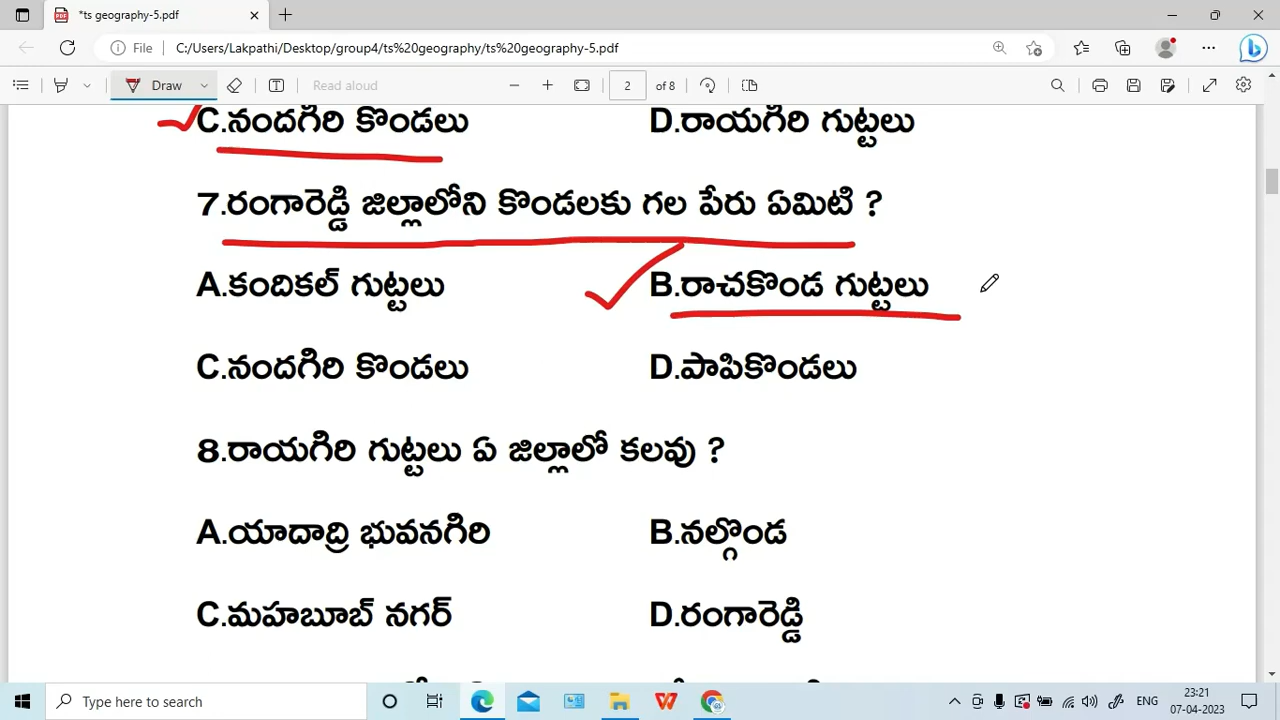 *ts geography-5.pdf
File C:/Users/Lakpathi/Desktop/group4/ts%20geography/ts%20geography-5.pdf
Draw Read aloud 2 of 8
C.నందగిరి కొండలు D.రాయగిరి గుట్టలు
7.రంగారెడ్డి జిల్లాలోని కొండలకు గల పేరు ఏమిటి ?
A.కందికల్ గుట్టలు B.రాచకొండ గుట్టలు
C.నందగిరి కొండలు D.పాపికొండలు
8.రాయగిరి గుట్టలు ఏ జిల్లాలో కలవు ?
A.యాదాద్రి భువనగిరి B.నల్గొండ
C.మహబూబ్ నగర్ D.రంగారెడ్డి
Type here to search ENG 23:21
07-04-2023